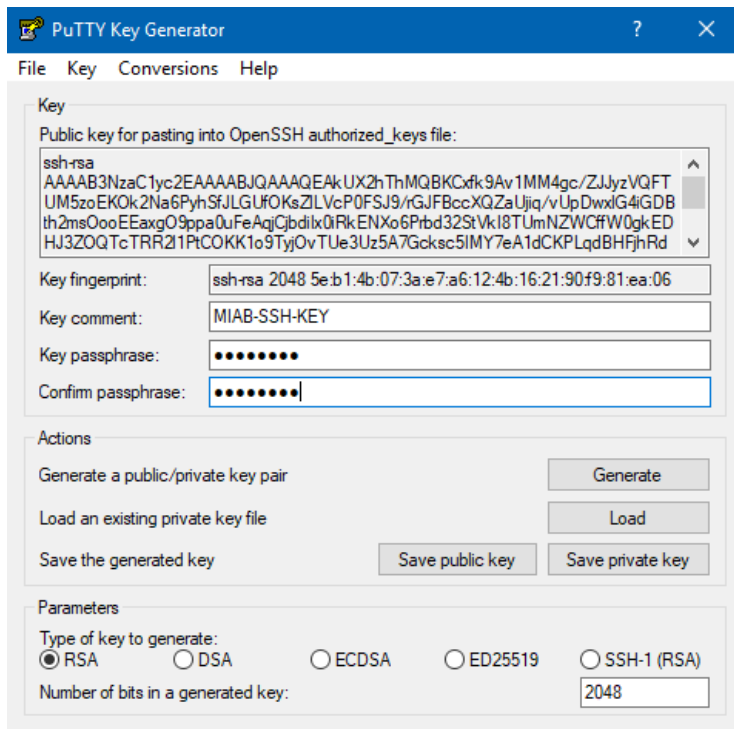 PuTTY Key Generator
? ×
File Key Conversions Help
Key
Public key for pasting into OpenSSH authorized_keys file:
ssh-rsa
AAAAB3NzaC1yc2EAAAABJQAAAQEAkUX2hThMQBKCxfk9Av1MM4gc/ZJJyzVQFT
UM5zoEKOk2Na6PyhSfJLGUfOKsZlLVcP0FSJ9/rGJFBccXQZaUjiq/vUpDwxlG4iGDB
th2msOooEEaxgO9ppa0uFeAqjCjbdiIx0iRkENXo6Prbd32StVkI8TUmNZWCffW0gkED
HJ3ZOQTcTRR2l1PtCOKK1o9TyjOvTUe3Uz5A7Gcksc5IMY7eA1dCKPLqdBHFjhRd
Key fingerprint: ssh-rsa 2048 5e:b1:4b:07:3a:e7:a6:12:4b:16:21:90:f9:81:ea:06
Key comment: MIAB-SSH-KEY
Key passphrase: ●●●●●●●●
Confirm passphrase: ●●●●●●●●
Actions
Generate a public/private key pair Generate
Load an existing private key file Load
Save the generated key Save public key Save private key
Parameters
Type of key to generate:
RSA DSA ECDSA ED25519 SSH-1 (RSA)
Number of bits in a generated key: 2048